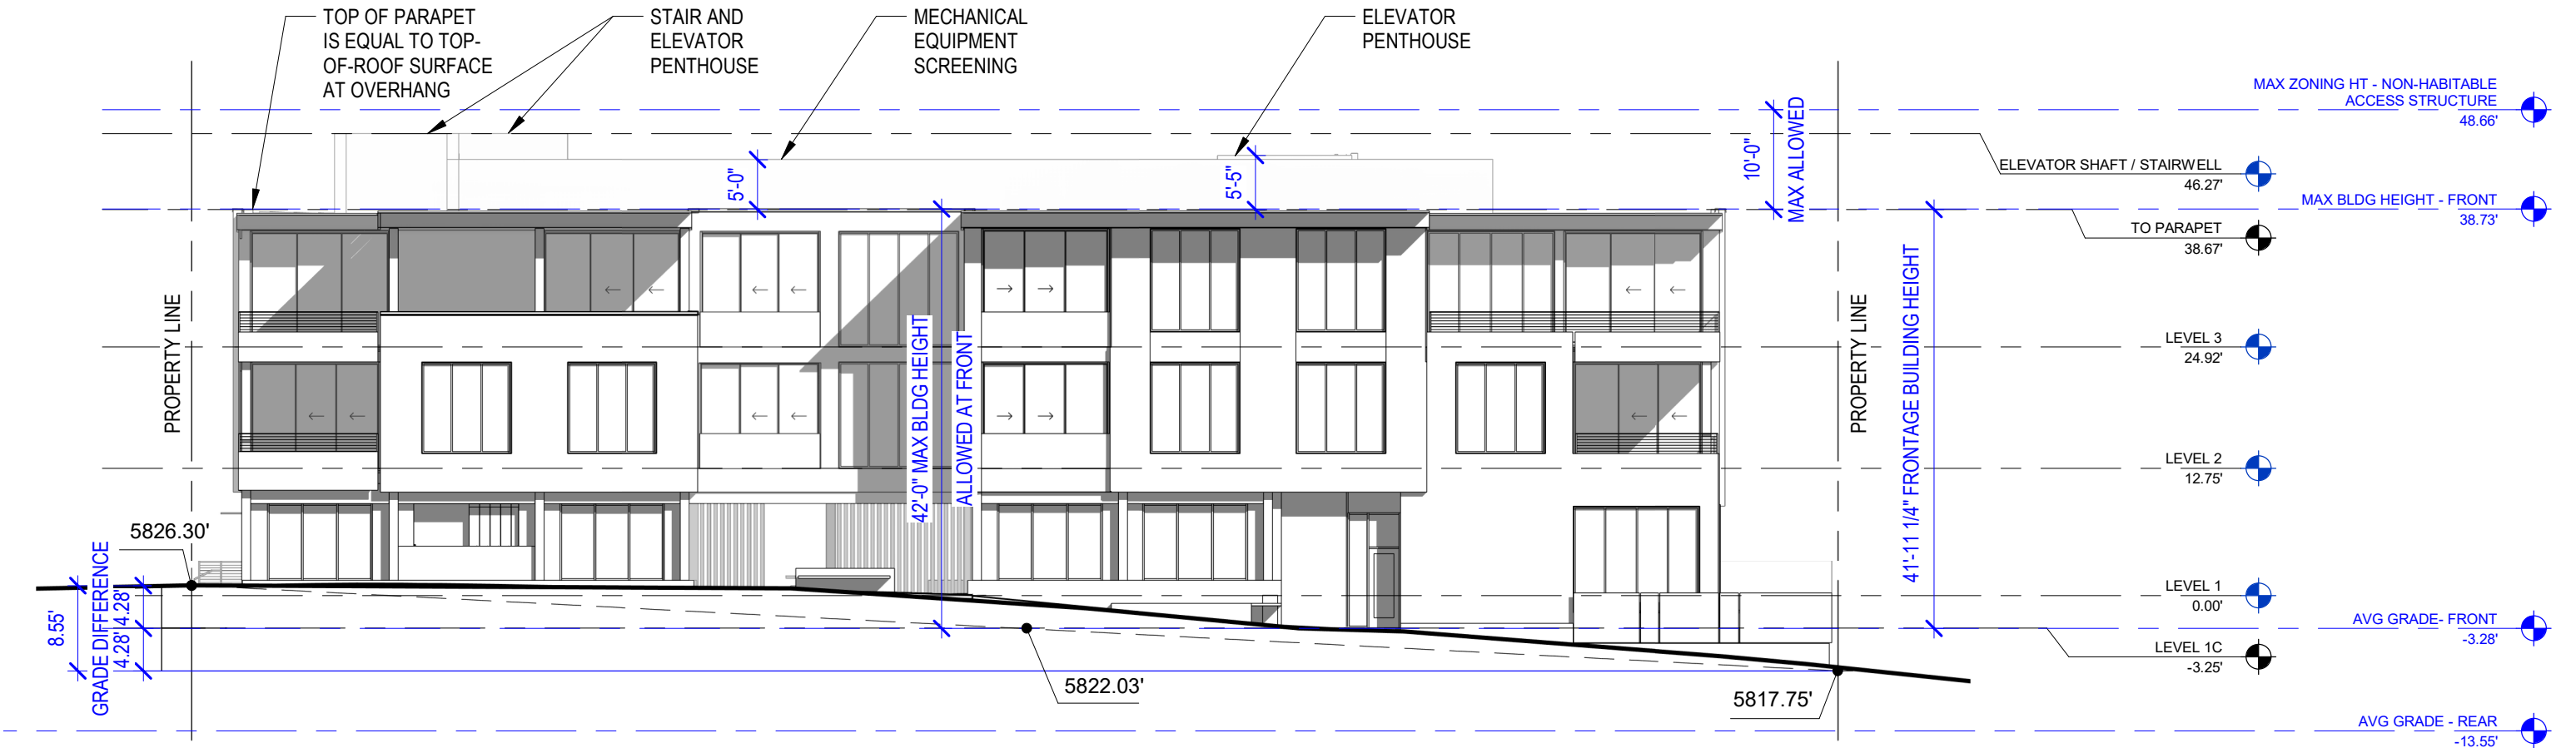 TOP OF PARAPET
IS EQUAL TO TOP-
OF-ROOF SURFACE
AT OVERHANG
STAIR AND
ELEVATOR
PENTHOUSE
MECHANICAL
EQUIPMENT
SCREENING
ELEVATOR
PENTHOUSE
MAX ZONING HT - NON-HABITABLE
ACCESS STRUCTURE
48.66'
ELEVATOR SHAFT / STAIRWELL
46.27'
MAX BLDG HEIGHT - FRONT
38.73'
TO PARAPET
38.67'
LEVEL 3
24.92'
LEVEL 2
12.75'
LEVEL 1
0.00'
AVG GRADE- FRONT
-3.28'
LEVEL 1C
-3.25'
AVG GRADE - REAR
-13.55'
5'-0"
5'-5"
10'-0"
MAX ALLOWED
PROPERTY LINE
42'-0" MAX BLDG HEIGHT
ALLOWED AT FRONT
PROPERTY LINE
41'-11 1/4" FRONTAGE BUILDING HEIGHT
5826.30'
8.55'
GRADE DIFFERENCE
4.28'
4.28'
5822.03'
5817.75'